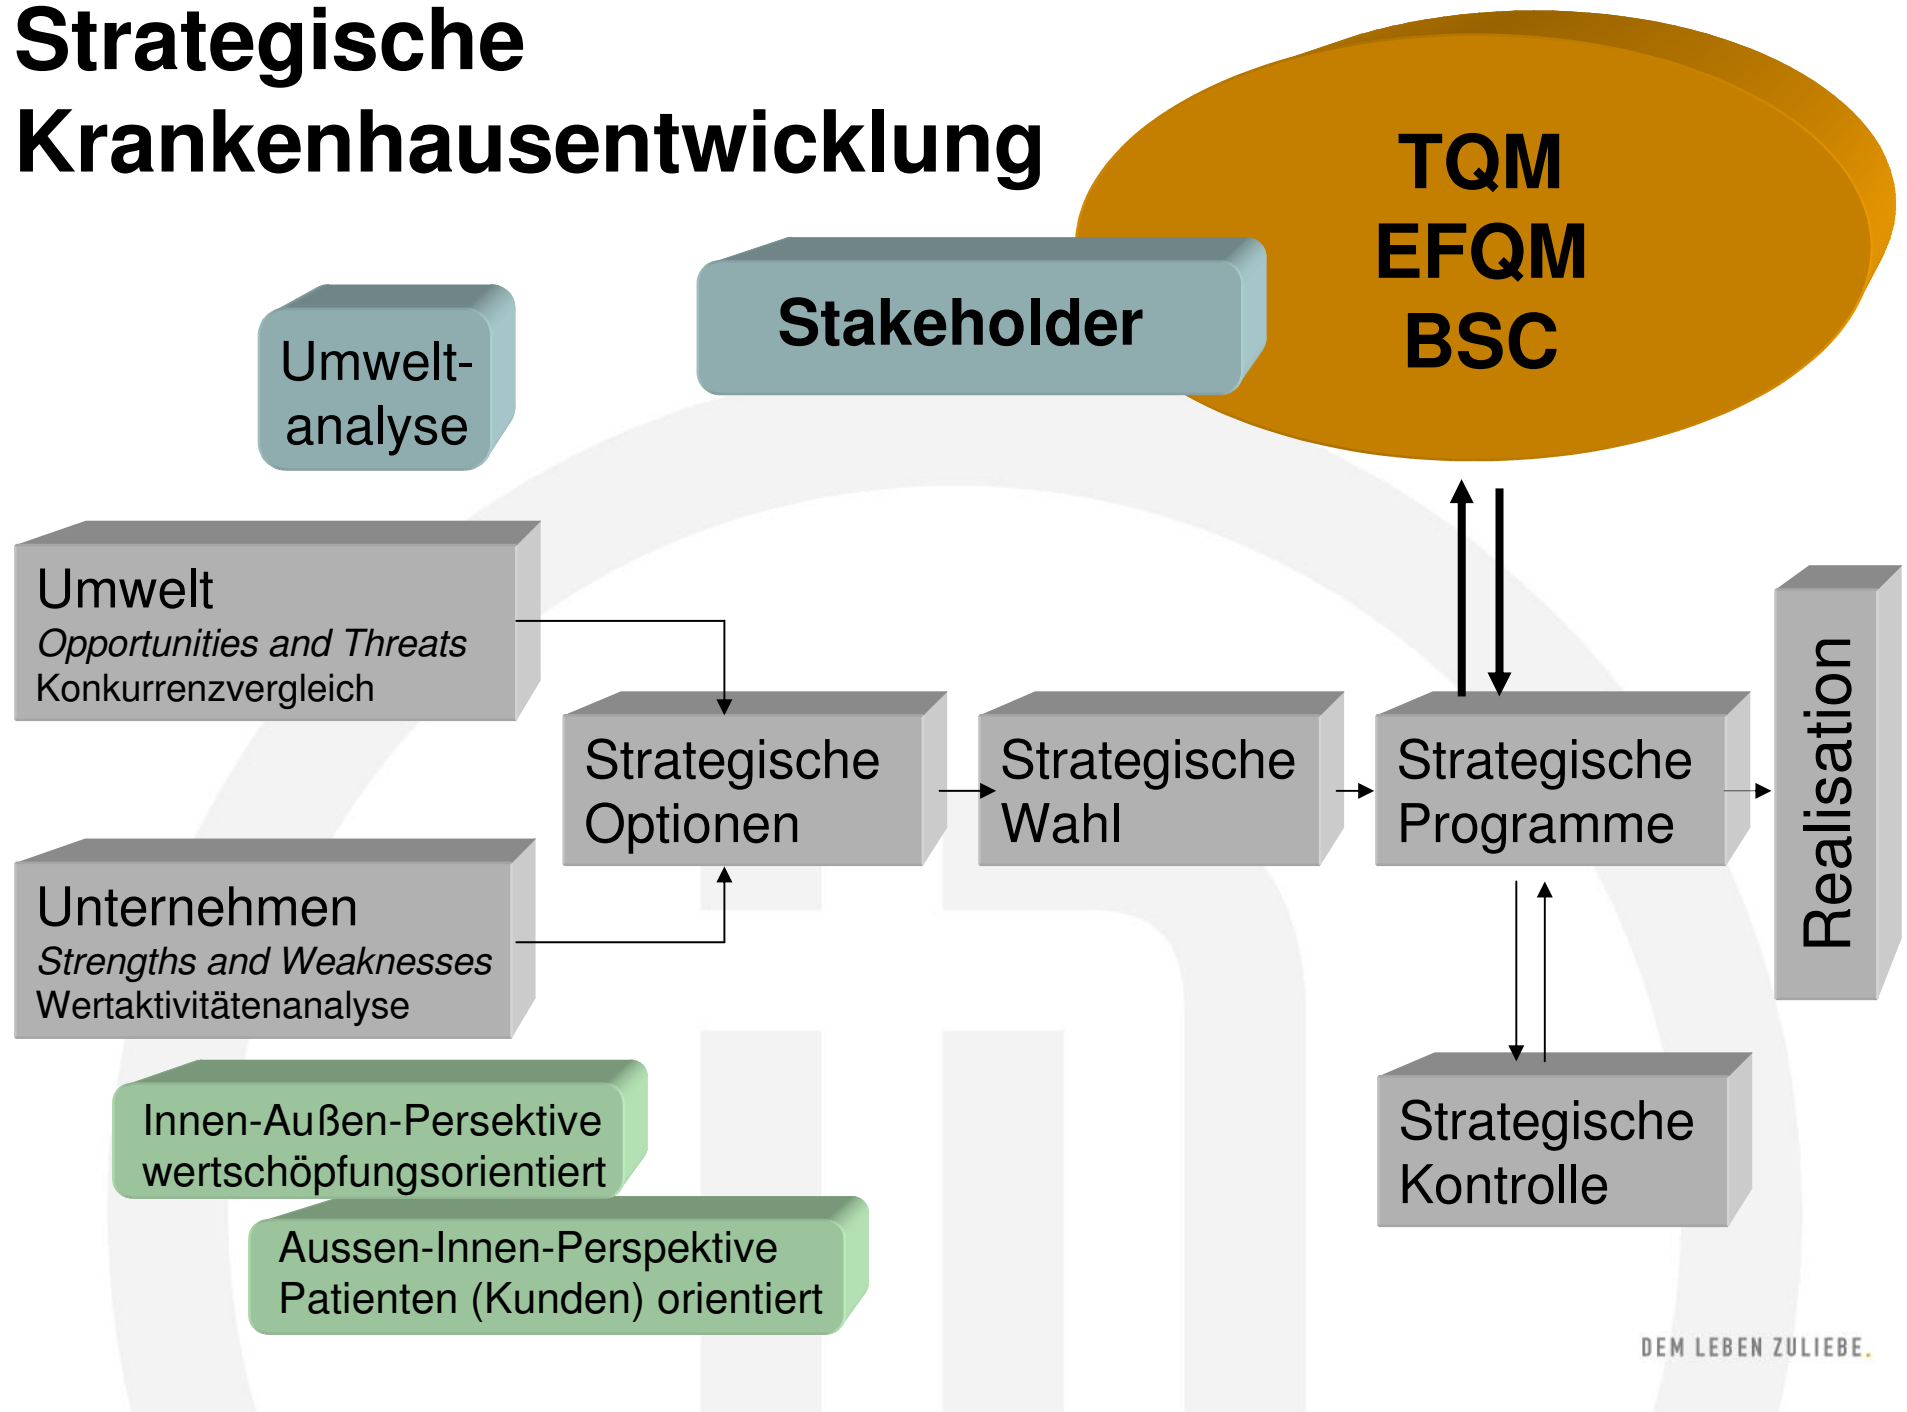 Strategische
Krankenhausentwicklung
TQM
EFQM
BSC
Stakeholder
Umwelt-
analyse
Umwelt
Opportunities and Threats
Konkurrenzvergleich
Strategische
Optionen
Strategische
Wahl
Strategische
Programme
Realisation
Unternehmen
Strengths and Weaknesses
Wertaktivitätenanalyse
Innen-Außen-Persektive
wertschöpfungsorientiert
Strategische
Kontrolle
Aussen-Innen-Perspektive
Patienten (Kunden) orientiert
DEM LEBEN ZULIEBE.